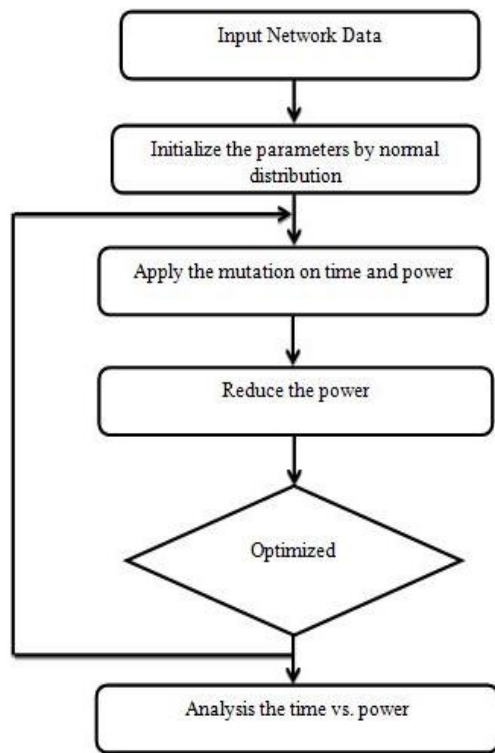 Input Network Data
Initialize the parameters by normal
distribution
Apply the mutation on time and power
Reduce the power
Optimized
Analysis the time vs. power